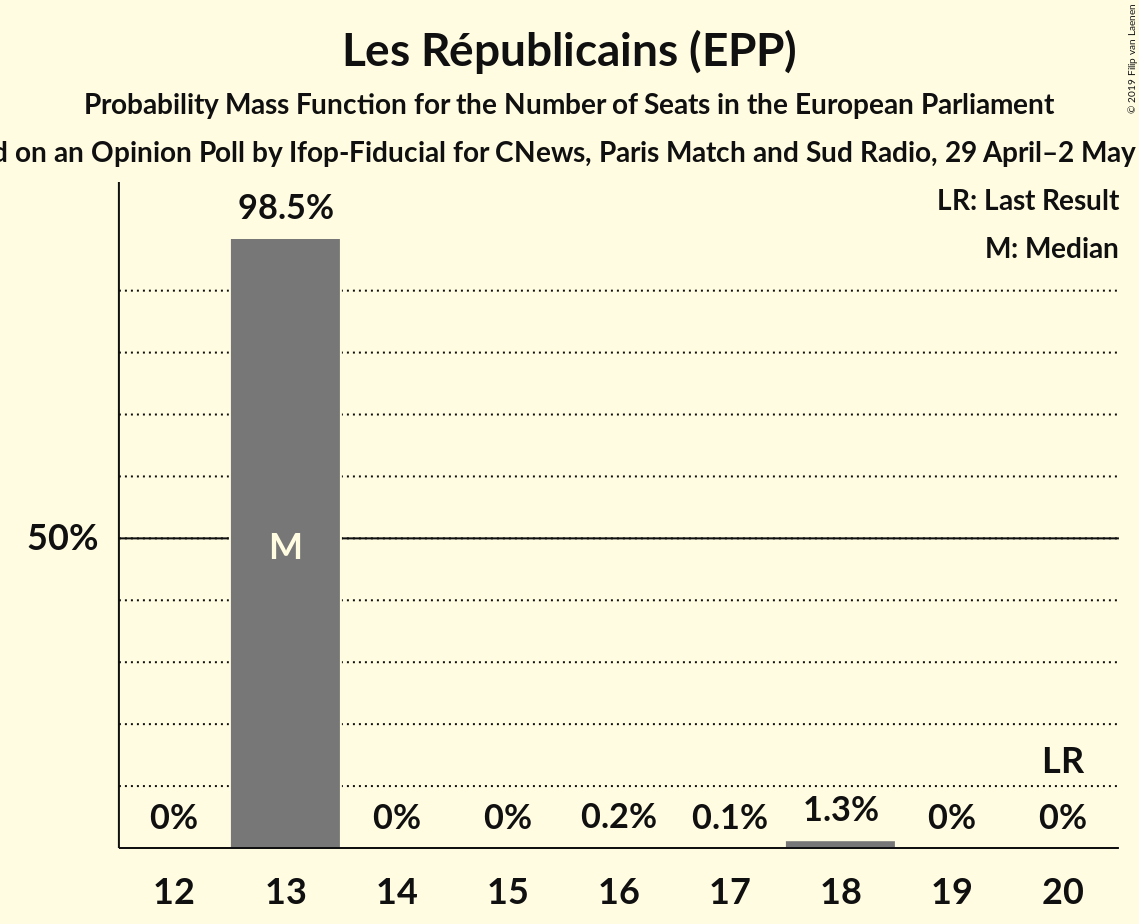 Les Républicains (EPP)
Probability Mass Function for the Number of Seats in the European Parliament
on an Opinion Poll by Ifop-Fiducial for CNews, Paris Match and Sud Radio, 29 April–2 May
© 2019 Filip van Laenen
LR: Last Result
M: Median
98.5%
50%
M
LR
0% 0% 0% 0.2% 0.1% 1.3% 0% 0%
12 13 14 15 16 17 18 19 20